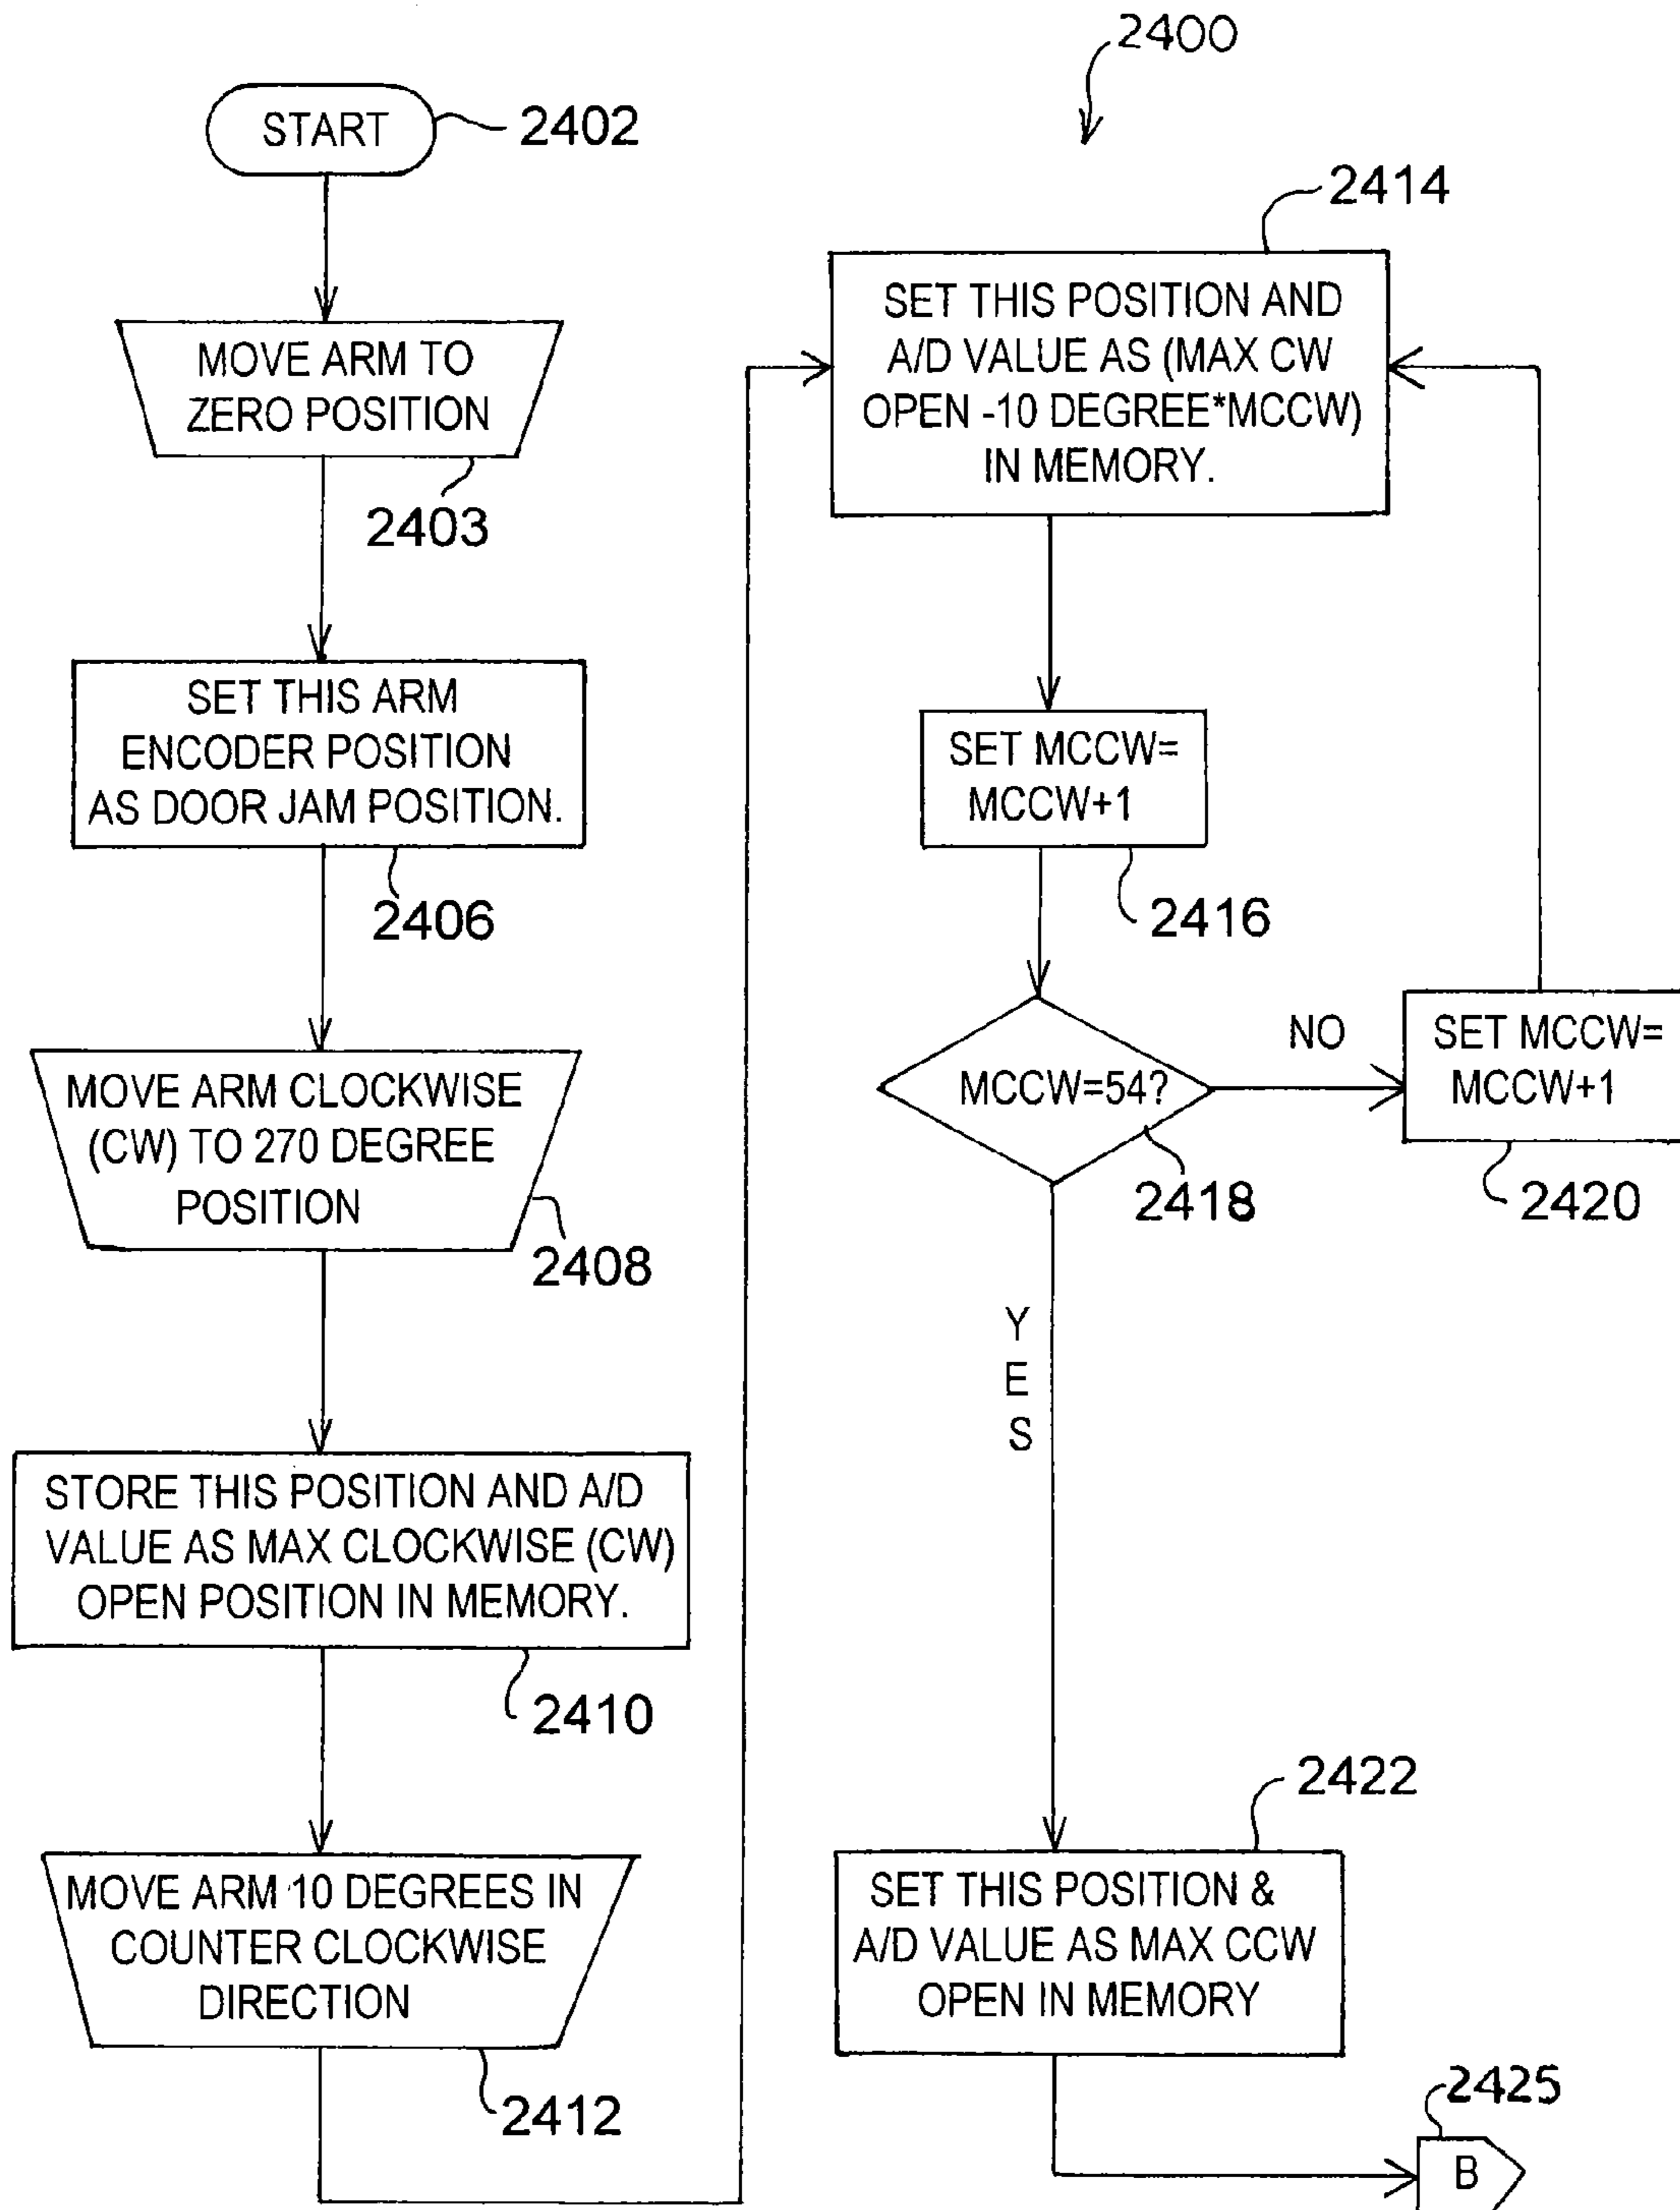 2400
START
2402
MOVE ARM TO
ZERO POSITION
2403
SET THIS ARM
ENCODER POSITION
AS DOOR JAM POSITION.
2406
MOVE ARM CLOCKWISE
(CW) TO 270 DEGREE
POSITION
2408
STORE THIS POSITION AND A/D
VALUE AS MAX CLOCKWISE (CW)
OPEN POSITION IN MEMORY.
2410
MOVE ARM 10 DEGREES IN
COUNTER CLOCKWISE
DIRECTION
2412
2414
SET THIS POSITION AND
A/D VALUE AS (MAX CW
OPEN -10 DEGREE*MCCW)
IN MEMORY.
SET MCCW=
MCCW+1
2416
MCCW=54?
2418
NO
SET MCCW=
MCCW+1
2420
YES
2422
SET THIS POSITION &
A/D VALUE AS MAX CCW
OPEN IN MEMORY
2425
B